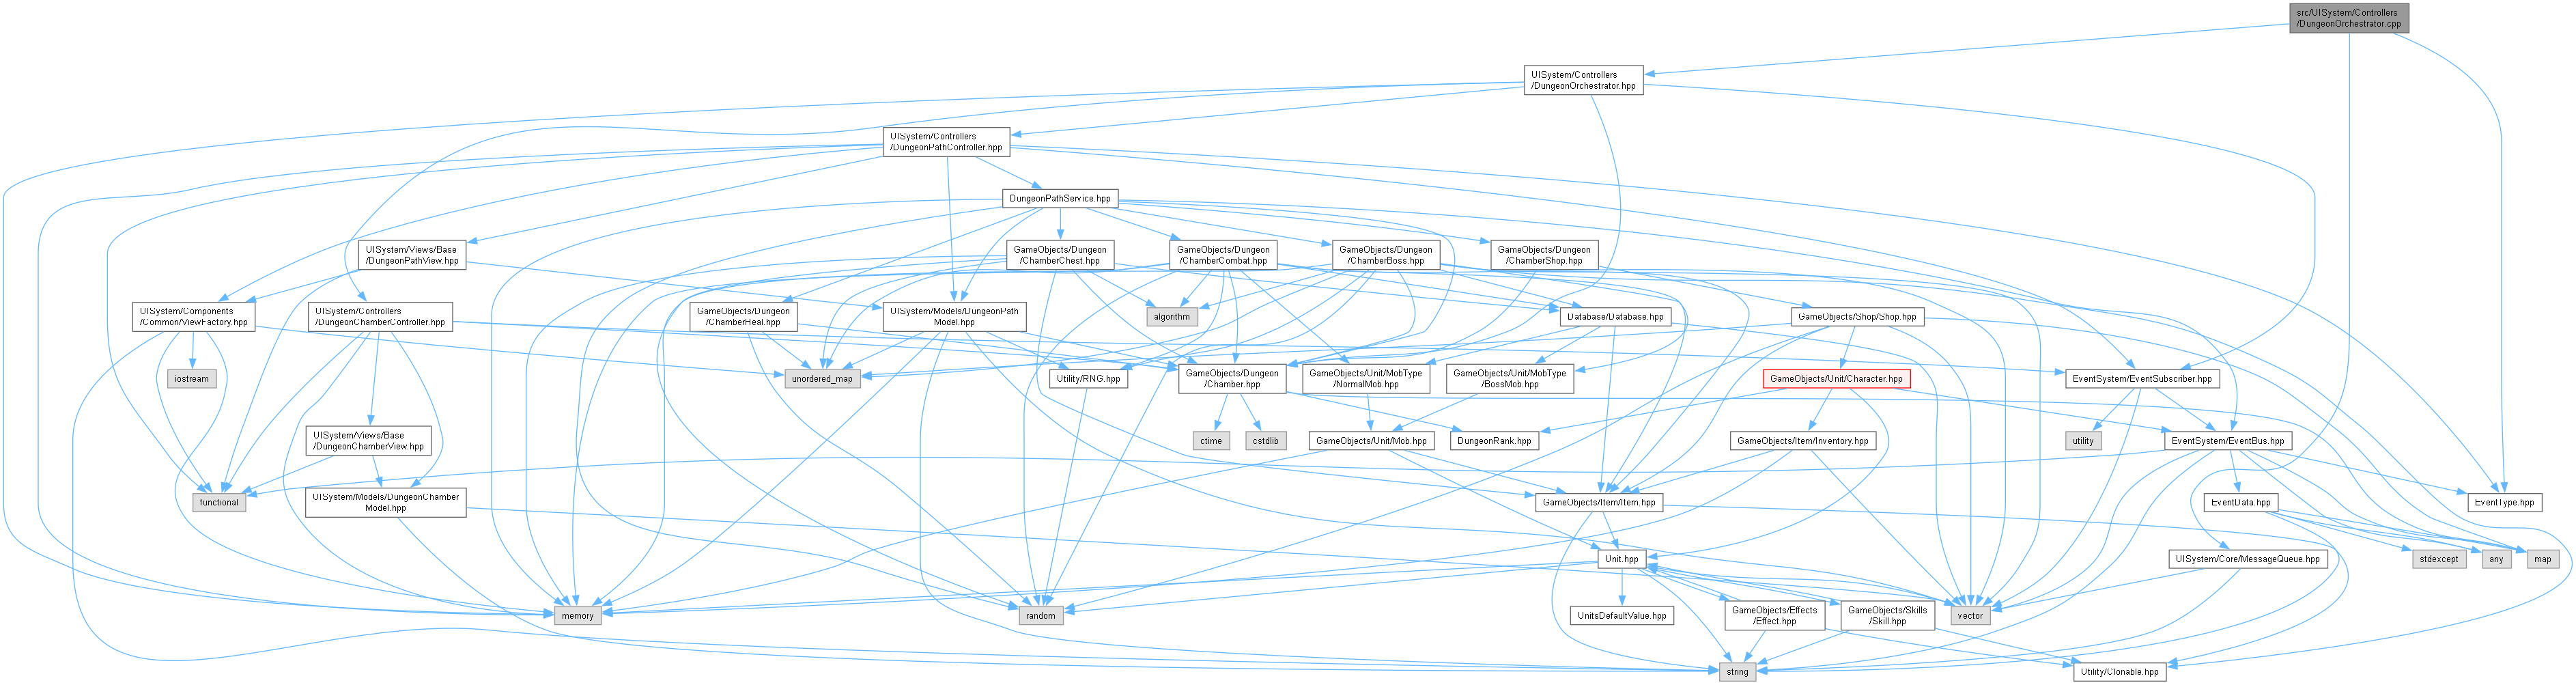 src/UISystem/Controllers
/DungeonOrchestrator.cpp
UISystem/Controllers
/DungeonOrchestrator.hpp
UISystem/Controllers
/DungeonPathController.hpp
DungeonPathService.hpp
UISystem/Views/Base
/DungeonPathView.hpp
GameObjects/Dungeon
/ChamberChest.hpp
GameObjects/Dungeon
/ChamberCombat.hpp
GameObjects/Dungeon
/ChamberBoss.hpp
GameObjects/Dungeon
/ChamberShop.hpp
UISystem/Components
/Common/ViewFactory.hpp
UISystem/Controllers
/DungeonChamberController.hpp
GameObjects/Dungeon
/ChamberHeal.hpp
UISystem/Models/DungeonPath
Model.hpp
algorithm
Database/Database.hpp
GameObjects/Shop/Shop.hpp
iostream
unordered_map
Utility/RNG.hpp
GameObjects/Dungeon
/Chamber.hpp
GameObjects/Unit/MobType
/NormalMob.hpp
GameObjects/Unit/MobType
/BossMob.hpp
GameObjects/Unit/Character.hpp
EventSystem/EventSubscriber.hpp
UISystem/Views/Base
/DungeonChamberView.hpp
ctime
cstdlib
GameObjects/Unit/Mob.hpp
DungeonRank.hpp
GameObjects/Item/Inventory.hpp
utility
EventSystem/EventBus.hpp
functional
UISystem/Models/DungeonChamber
Model.hpp
GameObjects/Item/Item.hpp
EventData.hpp
EventType.hpp
Unit.hpp
UISystem/Core/MessageQueue.hpp
stdexcept
any
map
memory
random
UnitsDefaultValue.hpp
GameObjects/Effects
/Effect.hpp
GameObjects/Skills
/Skill.hpp
vector
string
Utility/Clonable.hpp